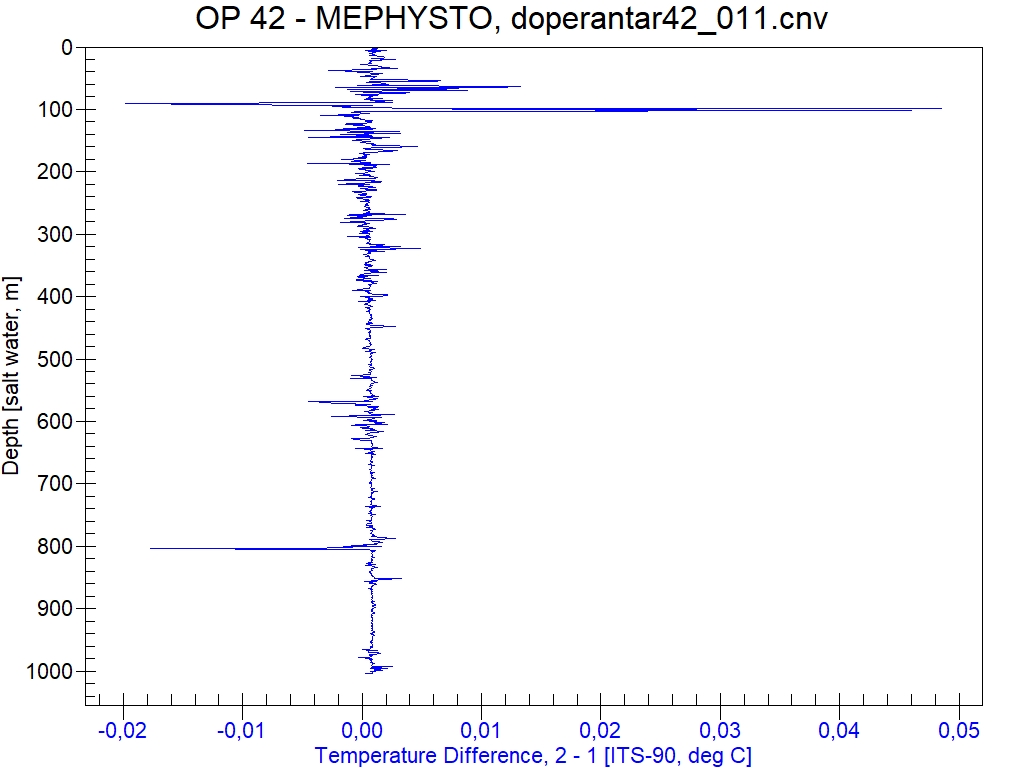 OP 42 - MEPHYSTO, doperantar42_011.cnv
0
100
200
300
400
500
600
700
800
900
1000
Depth [salt water, m]
-0,02 -0,01 0,00 0,01 0,02 0,03 0,04 0,05
Temperature Difference, 2 - 1 [ITS-90, deg C]